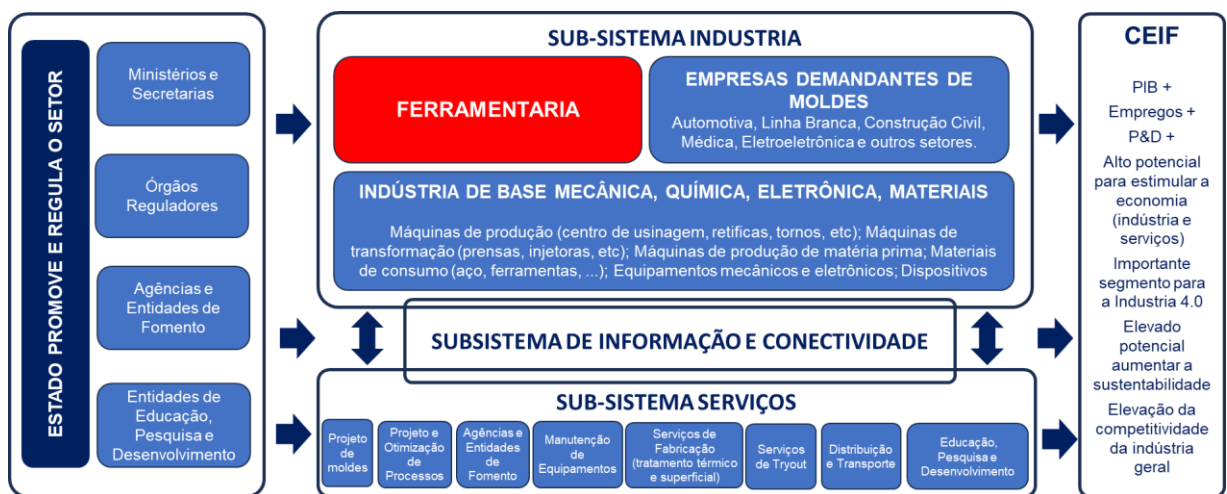 ESTADO PROMOVE E REGULA O SETOR
Ministérios e
Secretarias
Órgãos
Reguladores
Agências e
Entidades de
Fomento
Entidades de
Educação,
Pesquisa e
Desenvolvimento
SUB-SISTEMA INDUSTRIA
FERRAMENTARIA
EMPRESAS DEMANDANTES DE
MOLDES
Automotiva, Linha Branca, Construção Civil,
Médica, Eletroeletrônica e outros setores.
INDÚSTRIA DE BASE MECÂNICA, QUÍMICA, ELETRÔNICA, MATERIAIS
Máquinas de produção (centro de usinagem, retificas, tornos, etc); Máquinas de
transformação (prensas, injetoras, etc); Máquinas de produção de matéria prima; Materiais
de consumo (aço, ferramentas, ...); Equipamentos mecânicos e eletrônicos; Dispositivos
SUBSISTEMA DE INFORMAÇÃO E CONECTIVIDADE
SUB-SISTEMA SERVIÇOS
Projeto
de
moldes
Projeto e
Otimização
de
Processos
Agências e
Entidades
de
Fomento
Manutenção
de
Equipamentos
Serviços de
Fabricação
(tratamento térmico
e superficial)
Serviços
de Tryout
Distribuição
e Transporte
Educação,
Pesquisa e
Desenvolvimento
CEIF
PIB +
Empregos +
P&D +
Alto potencial
para estimular a
economia
(indústria e
serviços)
Importante
segmento para
a Industria 4.0
Elevado
potencial
aumentar a
sustentabilidade
Elevação da
competitividade
da indústria
geral